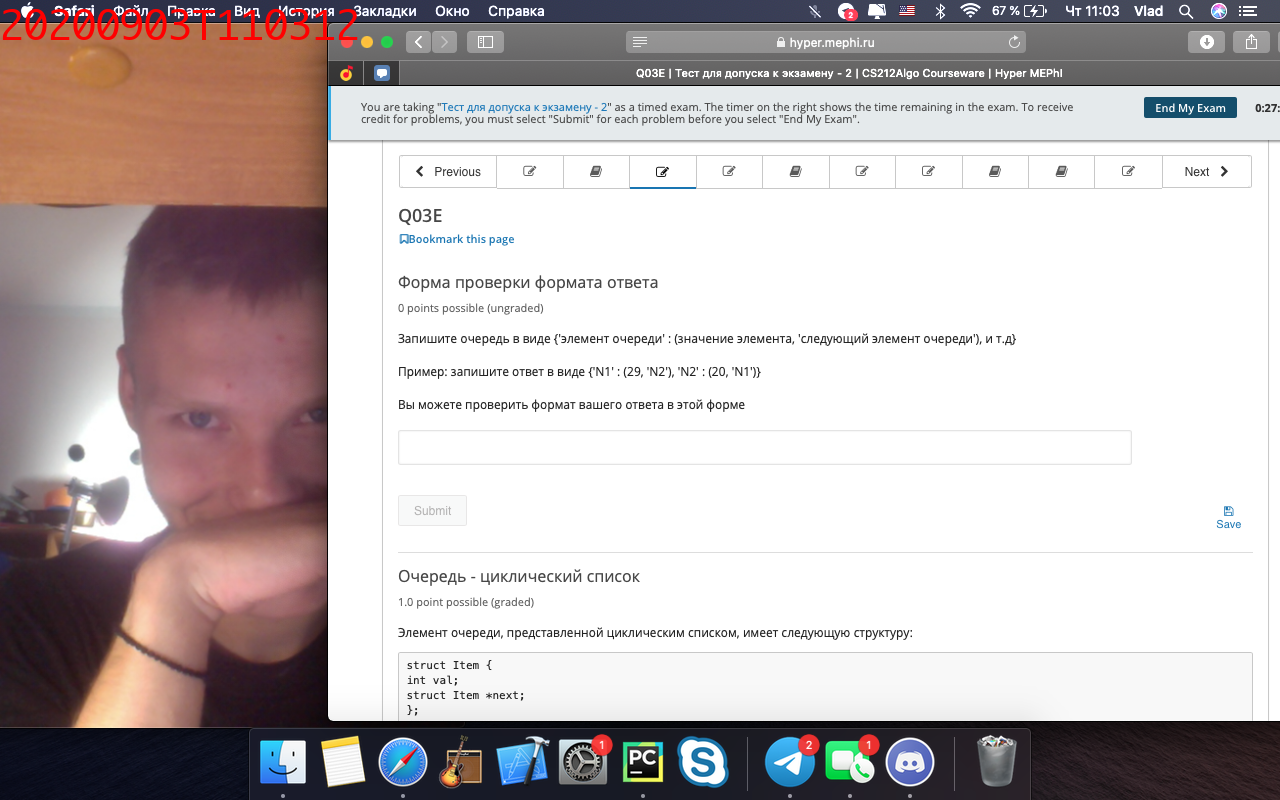 20200903T110312
Safari Файл Правка Вид История Закладки Окно Справка 2 67 % Чт 11:03 Vlad
hyper.mephi.ru
Q03E | Тест для допуска к экзамену - 2 | CS212Algo Courseware | Hyper MEPhI
You are taking "Тест для допуска к экзамену - 2" as a timed exam. The timer on the right shows the time remaining in the exam. To receive
credit for problems, you must select "Submit" for each problem before you select "End My Exam".
End My Exam 0:27:
Previous Next
Q03E
Bookmark this page
Форма проверки формата ответа
0 points possible (ungraded)
Запишите очередь в виде {'элемент очереди' : (значение элемента, 'следующий элемент очереди'), и т.д}
Пример: запишите ответ в виде {'N1' : (29, 'N2'), 'N2' : (20, 'N1')}
Вы можете проверить формат вашего ответа в этой форме
Submit
Save
Очередь - циклический список
1.0 point possible (graded)
Элемент очереди, представленной циклическим списком, имеет следующую структуру:
struct Item {
int val;
struct Item *next;
};
1 PC 2 1